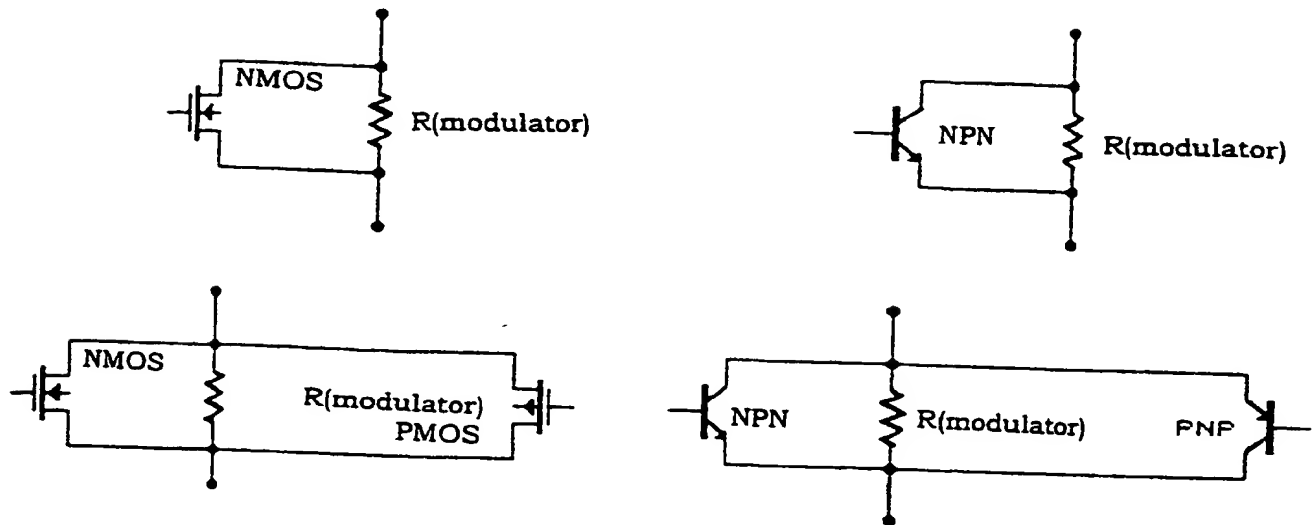 NMOS
R(modulator)
NPN
R(modulator)
NMOS
R(modulator)
PMOS
NPN
R(modulator)
PNP